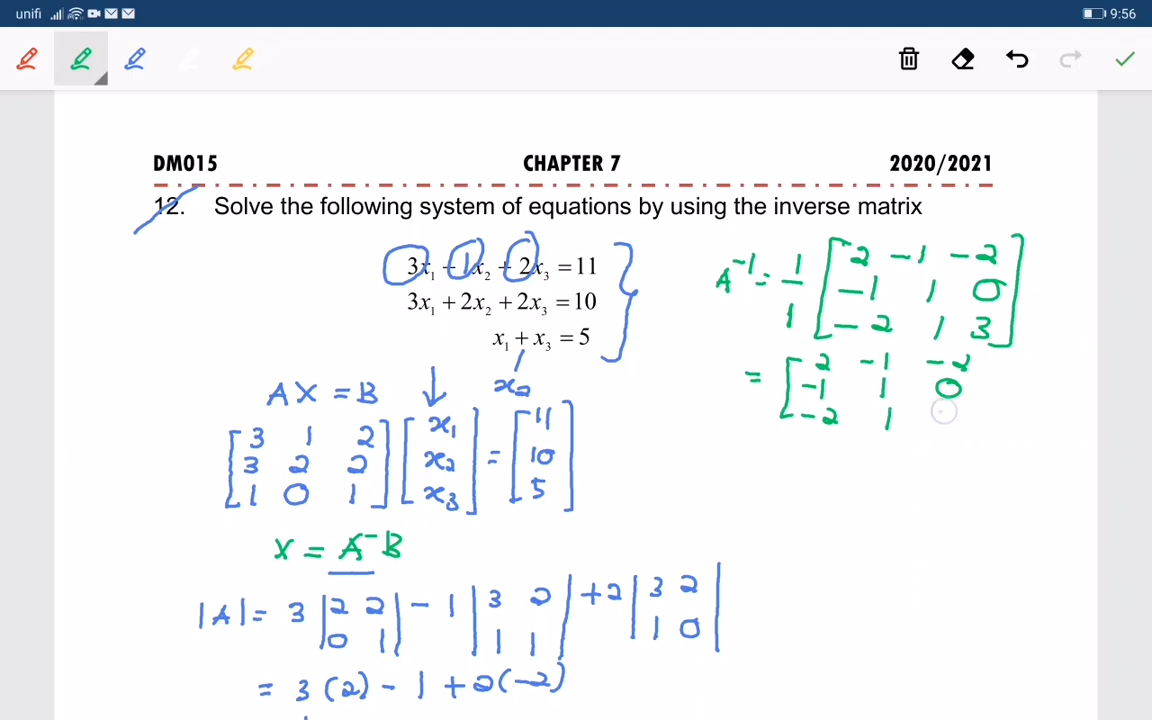 unifi 9:56
DM015 CHAPTER 7 2020/2021
12. Solve the following system of equations by using the inverse matrix
3x₁ + 1x₂ + 2x₃ = 11
3x₁ + 2x₂ + 2x₃ = 10
x₁ + x₃ = 5
x₂
AX = B
[3 1 2] [x₁] = [11]
[3 2 2] [x₂] [10]
[1 0 1] [x₃] [5]
X = A⁻B
|A| = 3 |2 2| − 1 |3 2| + 2 |3 2|
|0 1| |1 1| |1 0|
= 3(2) − 1 + 2(−2)
A⁻¹ = 1/1 [2 −1 −2]
[−1 1 0]
[−2 1 3]
= [2 −1 −2
−1 1 0
−2 1